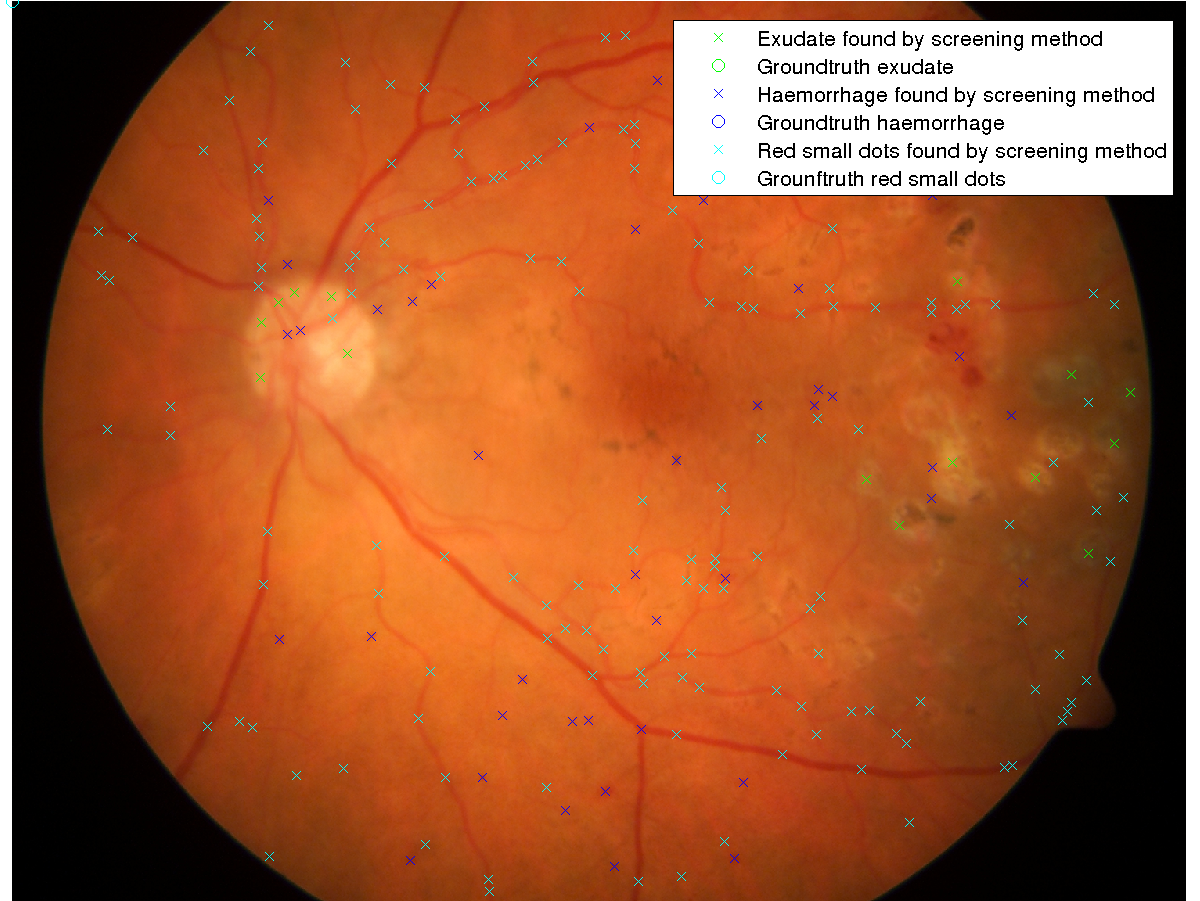 Exudate found by screening method
Groundtruth exudate
Haemorrhage found by screening method
Groundtruth haemorrhage
Red small dots found by screening method
Grounftruth red small dots